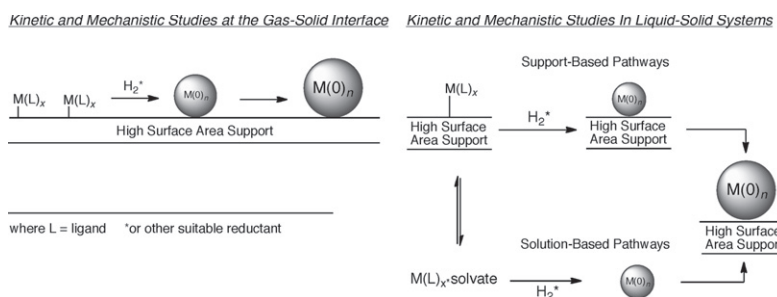 Kinetic and Mechanistic Studies at the Gas-Solid Interface
M(L)x M(L)x
H2*
M(0)n
M(0)n
High Surface Area Support
where L = ligand *or other suitable reductant
Kinetic and Mechanistic Studies In Liquid-Solid Systems
M(L)x
High Surface
Area Support
Support-Based Pathways
H2*
M(0)n
High Surface
Area Support
M(0)n
High Surface
Area Support
Solution-Based Pathways
M(L)x•solvate
H2*
M(0)n